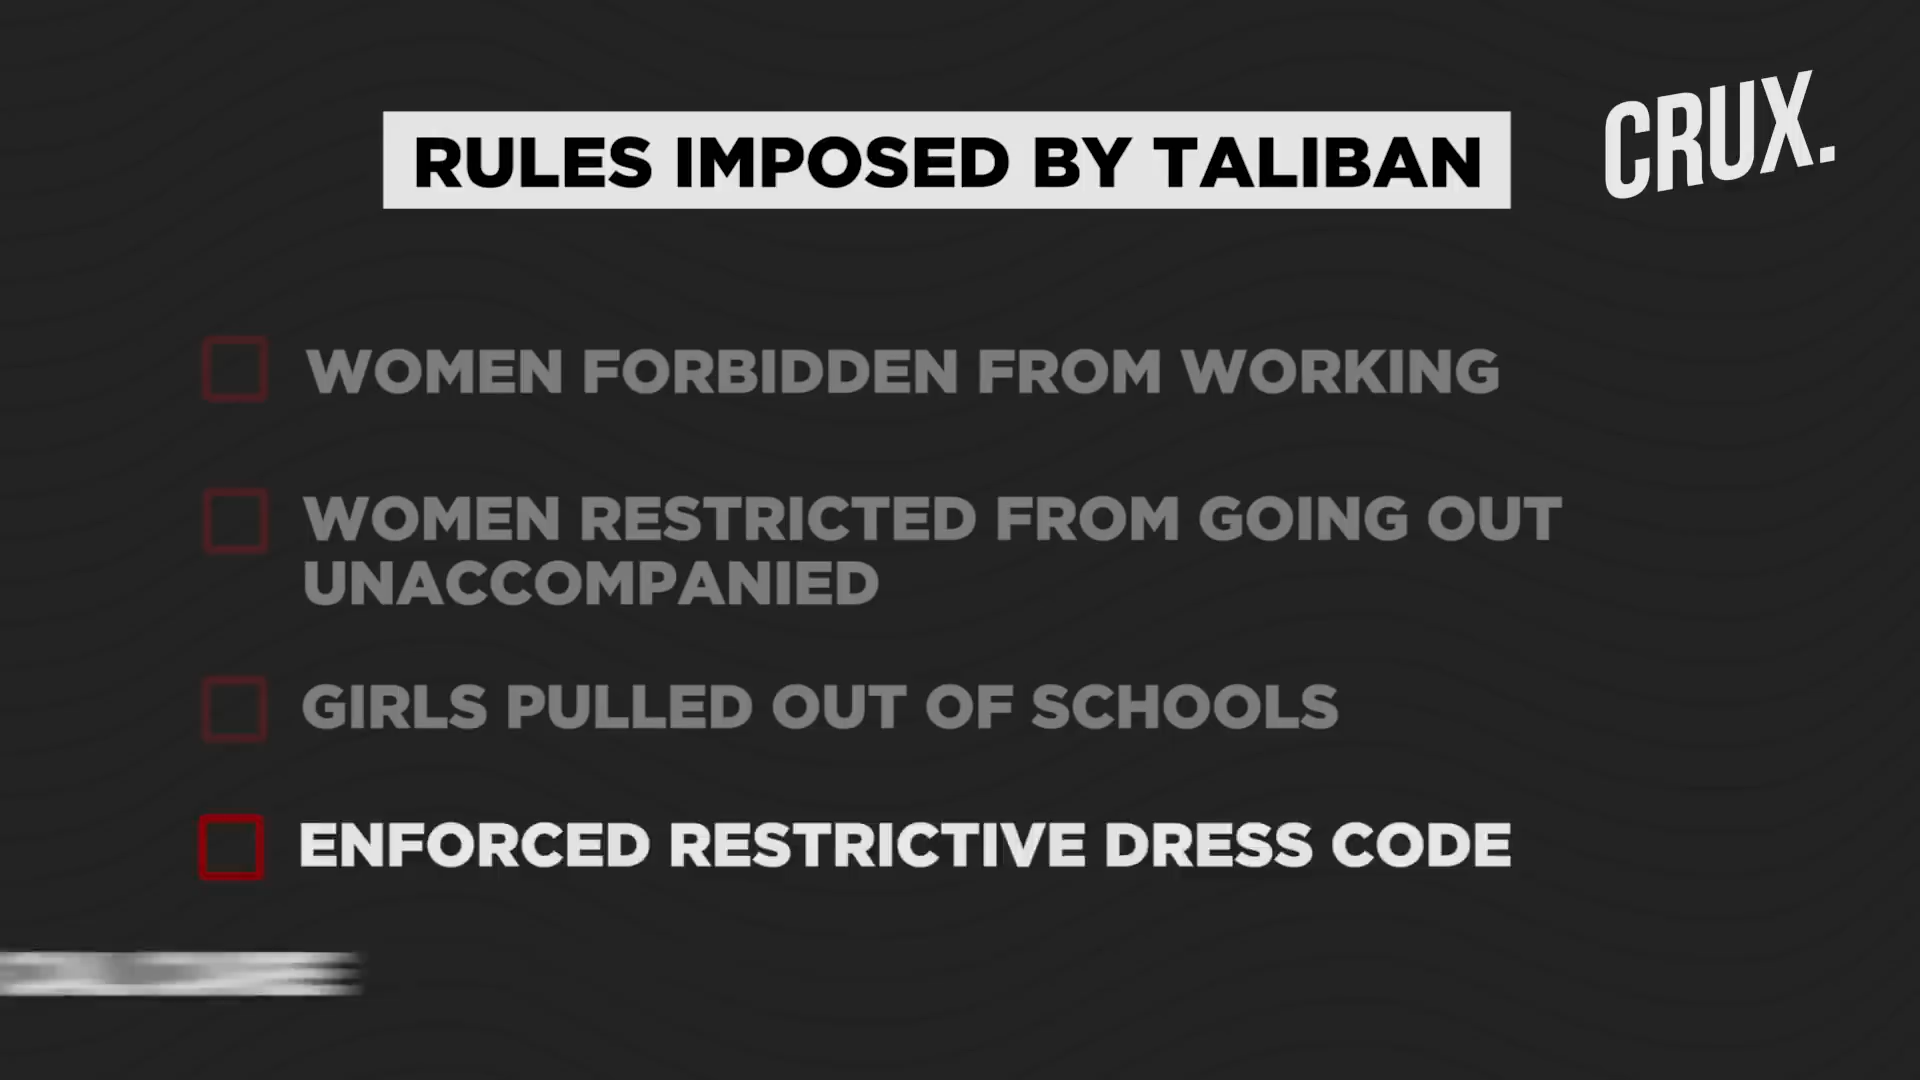 RULES IMPOSED BY TALIBAN
CRUX.
WOMEN FORBIDDEN FROM WORKING
WOMEN RESTRICTED FROM GOING OUT
UNACCOMPANIED
GIRLS PULLED OUT OF SCHOOLS
ENFORCED RESTRICTIVE DRESS CODE